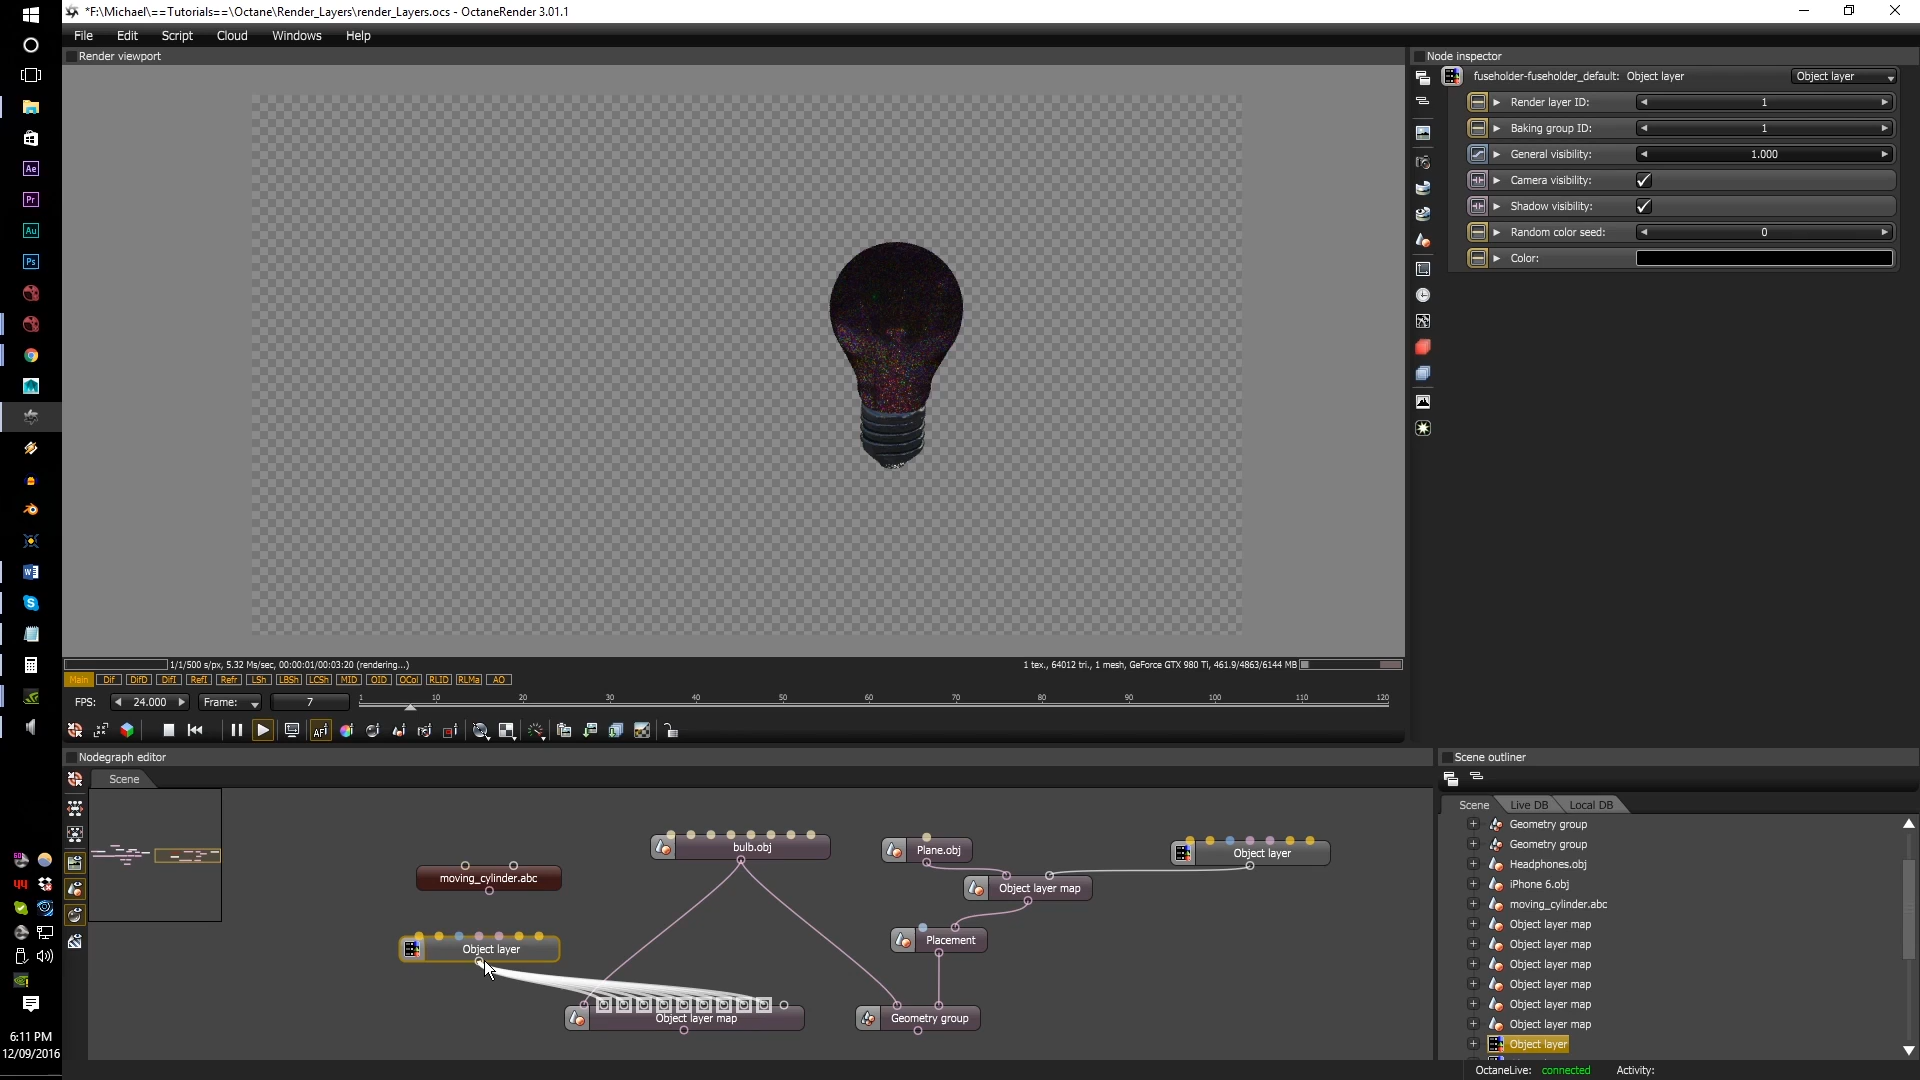 *F:\Michael\==Tutorials==\Octane\Render_Layers\render_Layers.ocs - OctaneRender 3.01.1
File Edit Script Cloud Windows Help
Render viewport
Node inspector
fuseholder-fuseholder_default: Object layer
Object layer
Render layer ID: 1
Baking group ID: 1
General visibility: 1.000
Camera visibility:
Shadow visibility:
Random color seed: 0
Color:
Ae
Pr
Au
Ps
1/1/500 s/px, 5.32 Ms/sec, 00:00:01/00:03:20 (rendering...)
1 tex., 64012 tri., 1 mesh, GeForce GTX 980 Ti, 461.9/4863/6144 MB
Main Dif DifD DifI RefI Refr LSh LBSh LCSh MID OID OCol RLID RLMa AO
FPS: 24.000 Frame: 7
1 10 20 30 40 50 60 70 80 90 100 110 120
AF
Nodegraph editor
Scene
bulb.obj
Plane.obj
Object layer
moving_cylinder.abc
Object layer map
Placement
Object layer
Object layer map
Geometry group
Scene outliner
Scene Live DB Local DB
Geometry group
Geometry group
Headphones.obj
iPhone 6.obj
moving_cylinder.abc
Object layer map
Object layer map
Object layer map
Object layer map
Object layer map
Object layer map
Object layer
OctaneLive: connected Activity:
6:11 PM
12/09/2016